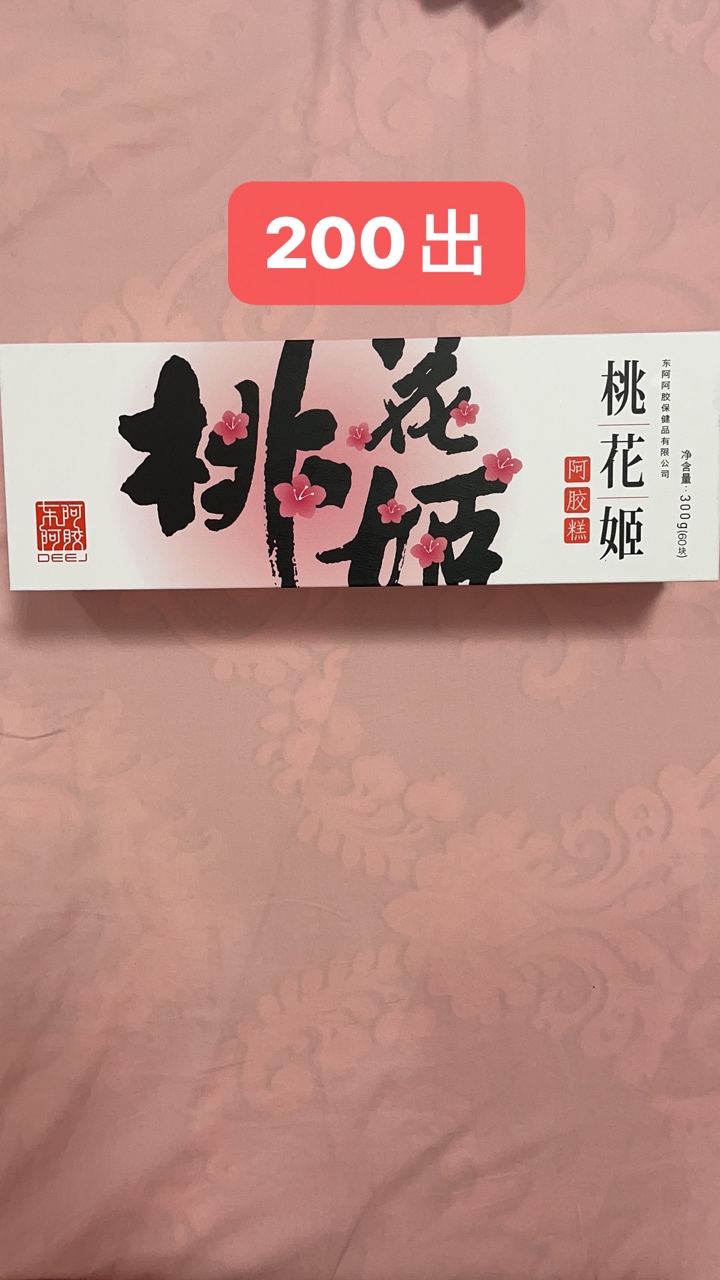 200出
桃花姬
东阿阿胶
DEEJ
桃花姬
阿胶糕
东阿阿胶保健品有限公司
净含量:300g(60块)